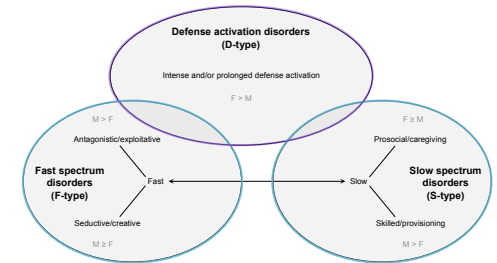 Defense activation disorders
(D-type)
Intense and/or prolonged defense activation
F > M
M > F
Antagonistic/exploitative
Fast spectrum
disorders
(F-type)
Fast
Seductive/creative
M ≥ F
F ≥ M
Prosocial/caregiving
Slow
Slow spectrum
disorders
(S-type)
Skilled/provisioning
M > F